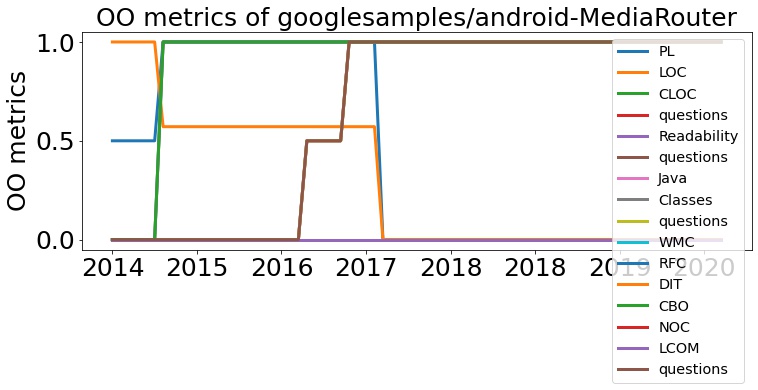 OO metrics of googlesamples/android-MediaRouter
OO metrics
1.0
0.5
0.0
2014 2015 2016 2017 2018 2018 2019 2020
PL
LOC
CLOC
questions
Readability
questions
Java
Classes
questions
WMC
RFC
DIT
CBO
NOC
LCOM
questions